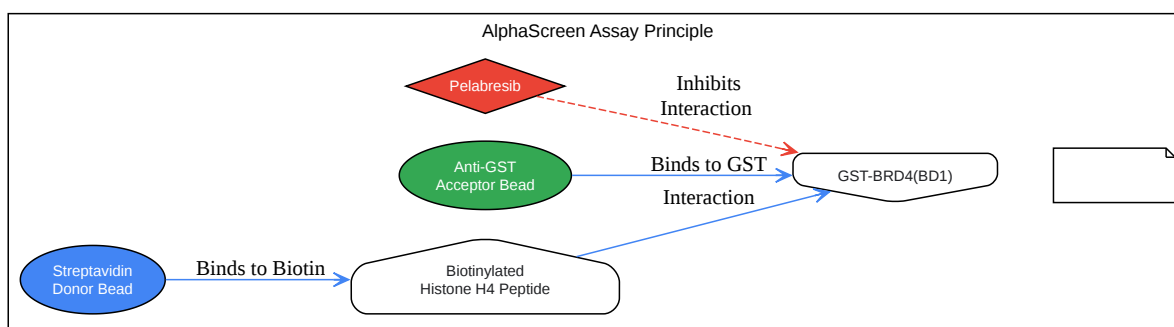 AlphaScreen Assay Principle
Pelabresib
Inhibits
Interaction
Anti-GST
Acceptor Bead
Binds to GST
GST-BRD4(BD1)
Interaction
Streptavidin
Donor Bead
Binds to Biotin
Biotinylated
Histone H4 Peptide